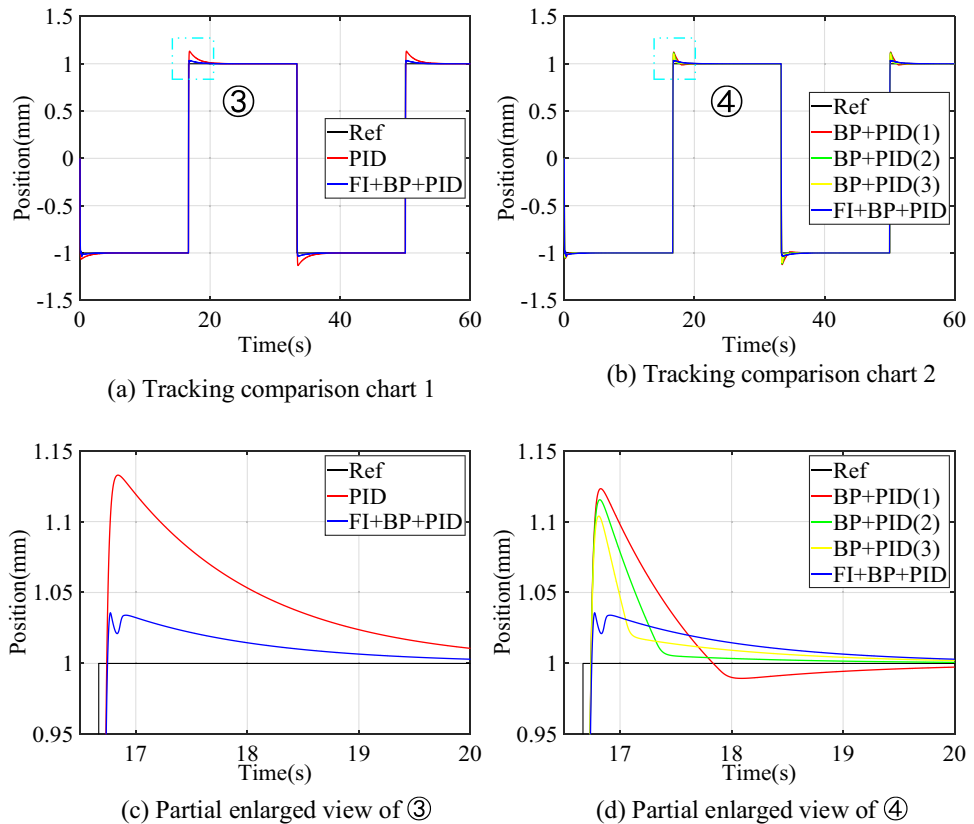 1.5
1
0.5
0
-0.5
-1
-1.5
Position(mm)
0
20
40
60
Time(s)
③
Ref
PID
FI+BP+PID
(a) Tracking comparison chart 1
1.5
1
0.5
0
-0.5
-1
-1.5
Position(mm)
0
20
40
60
Time(s)
④
Ref
BP+PID(1)
BP+PID(2)
BP+PID(3)
FI+BP+PID
(b) Tracking comparison chart 2
1.15
1.1
1.05
1
0.95
Position(mm)
17
18
19
20
Time(s)
Ref
PID
FI+BP+PID
(c) Partial enlarged view of ③
1.15
1.1
1.05
1
0.95
Position(mm)
17
18
19
20
Time(s)
Ref
BP+PID(1)
BP+PID(2)
BP+PID(3)
FI+BP+PID
(d) Partial enlarged view of ④